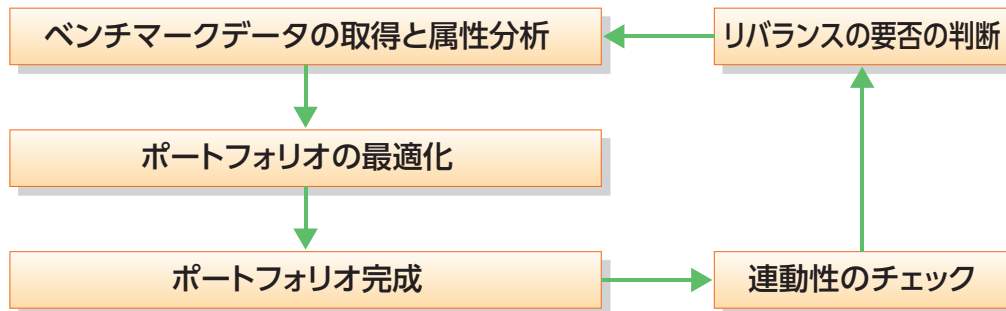 ベンチマークデータの取得と属性分析
リバランスの要否の判断
ポートフォリオの最適化
ポートフォリオ完成
連動性のチェック